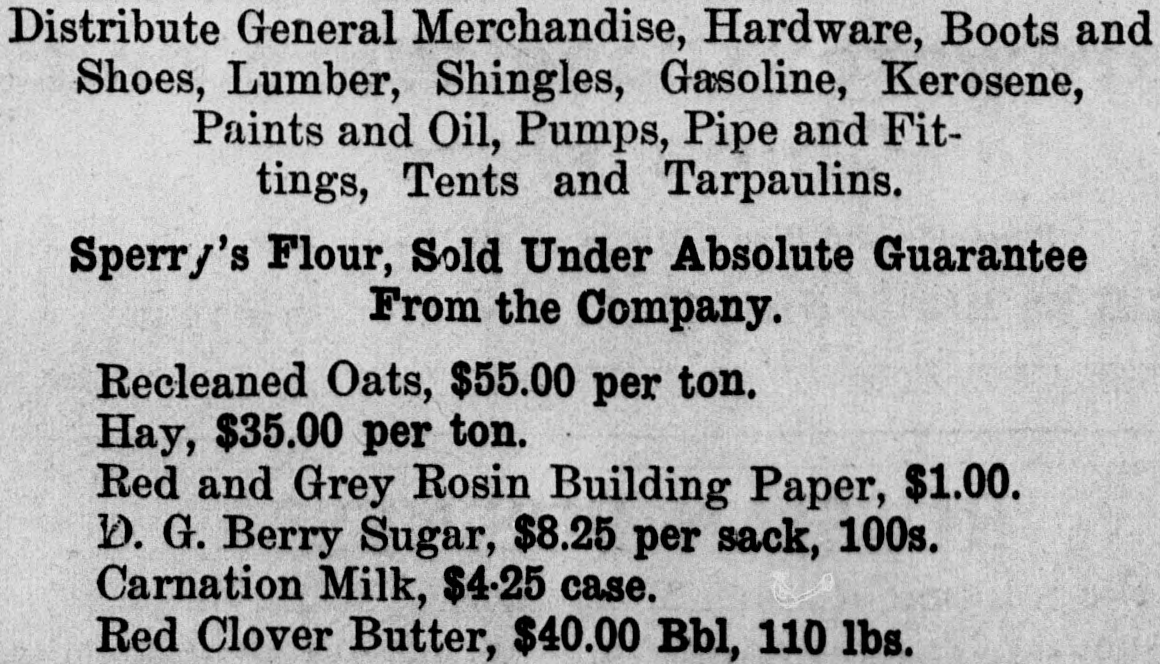 Distribute General Merchandise, Hardware, Boots and
Shoes, Lumber, Shingles, Gasoline, Kerosene,
Paints and Oil, Pumps, Pipe and Fit-
tings, Tents and Tarpaulins.
Sperry's Flour, Sold Under Absolute Guarantee
From the Company.
Recleaned Oats, $55.00 per ton.
Hay, $35.00 per ton.
Red and Grey Rosin Building Paper, $1.00.
D. G. Berry Sugar, $8.25 per sack, 100s.
Carnation Milk, $4·25 case.
Red Clover Butter, $40.00 Bbl, 110 lbs.